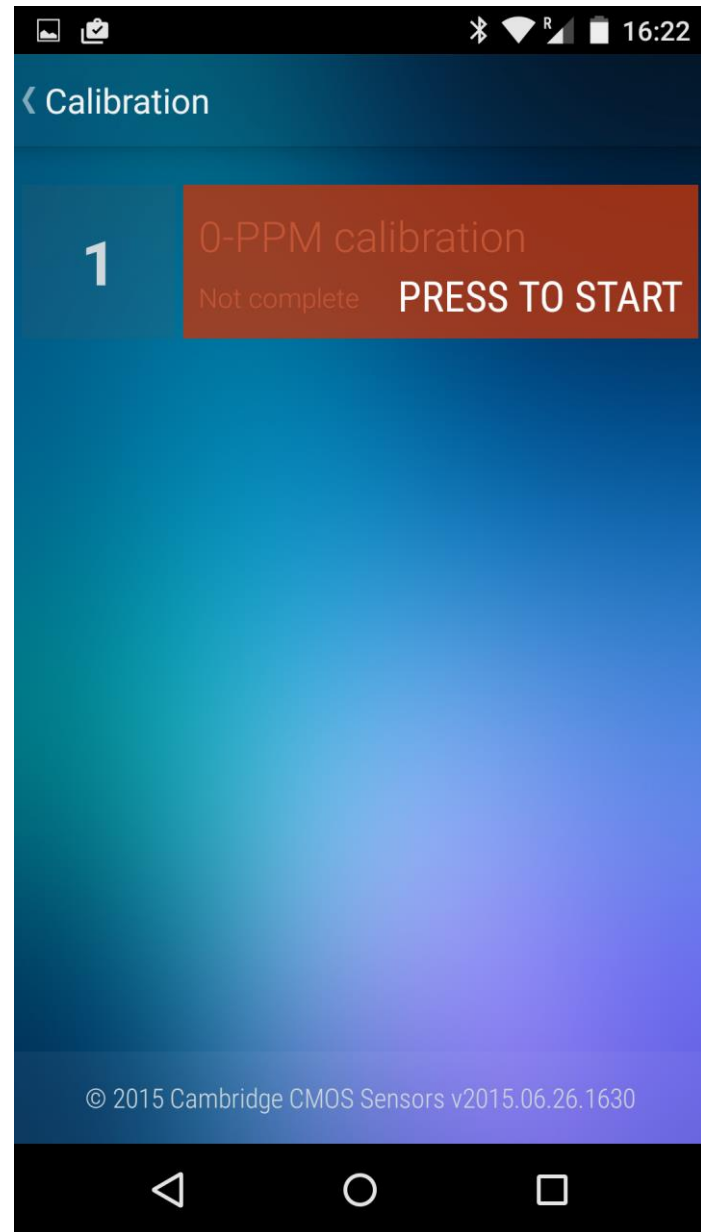 R 16:22
Calibration
1
0-PPM calibration
Not complete PRESS TO START
© 2015 Cambridge CMOS Sensors v2015.06.26.1630